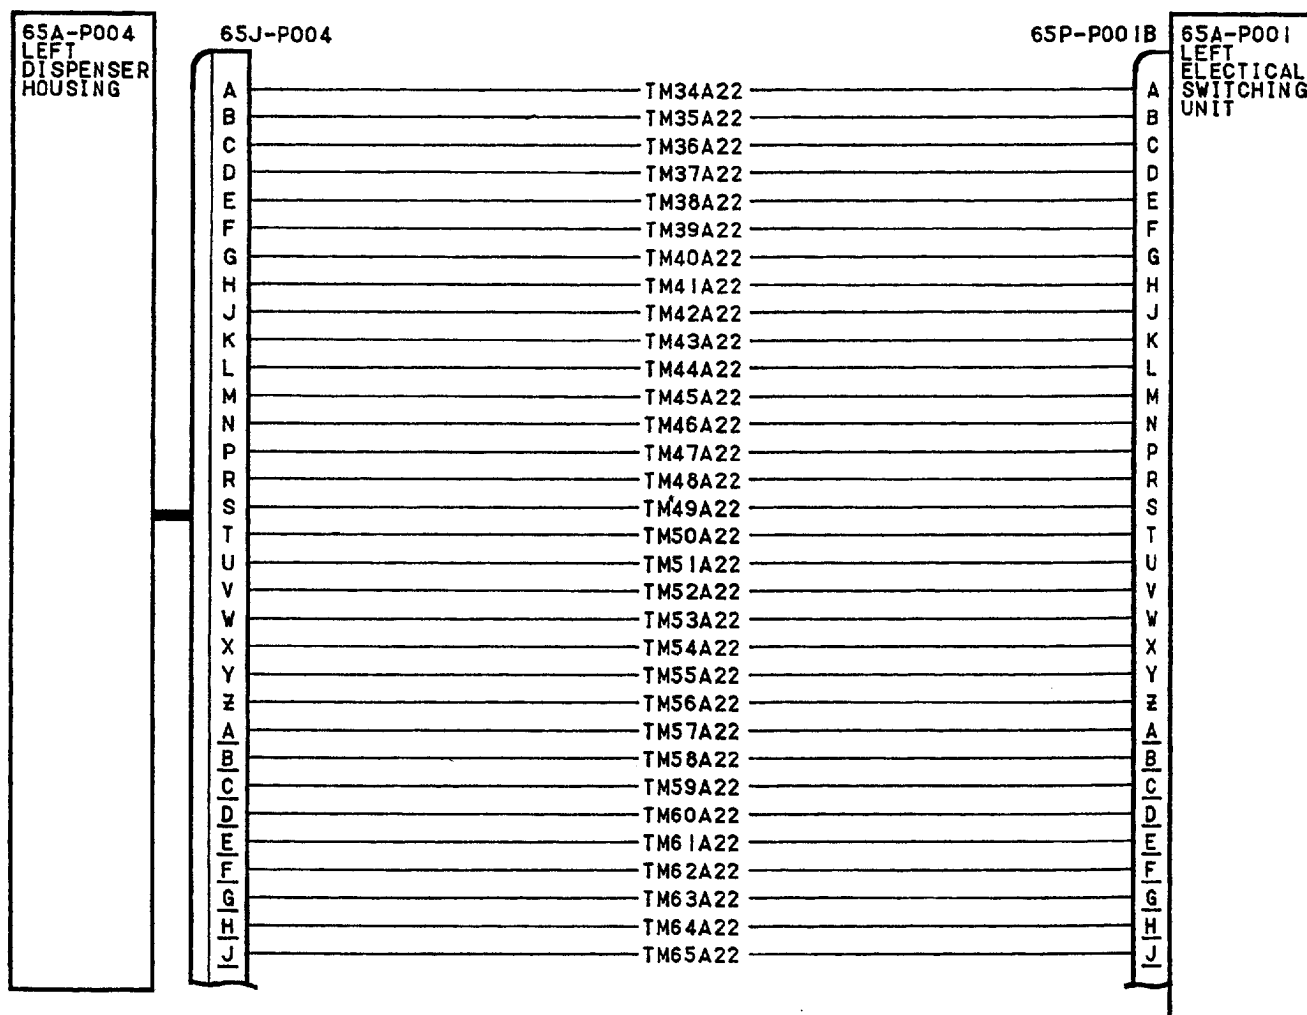 65A-P004
LEFT
DISPENSER
HOUSING
65J-P004
65P-P001B
65A-P001
LEFT
ELECTICAL
SWITCHING
UNIT
A TM34A22 A
B TM35A22 B
C TM36A22 C
D TM37A22 D
E TM38A22 E
F TM39A22 F
G TM40A22 G
H TM41A22 H
J TM42A22 J
K TM43A22 K
L TM44A22 L
M TM45A22 M
N TM46A22 N
P TM47A22 P
R TM48A22 R
S TM49A22 S
T TM50A22 T
U TM51A22 U
V TM52A22 V
W TM53A22 W
X TM54A22 X
Y TM55A22 Y
Z TM56A22 Z
A TM57A22 A
B TM58A22 B
C TM59A22 C
D TM60A22 D
E TM61A22 E
F TM62A22 F
G TM63A22 G
H TM64A22 H
J TM65A22 J